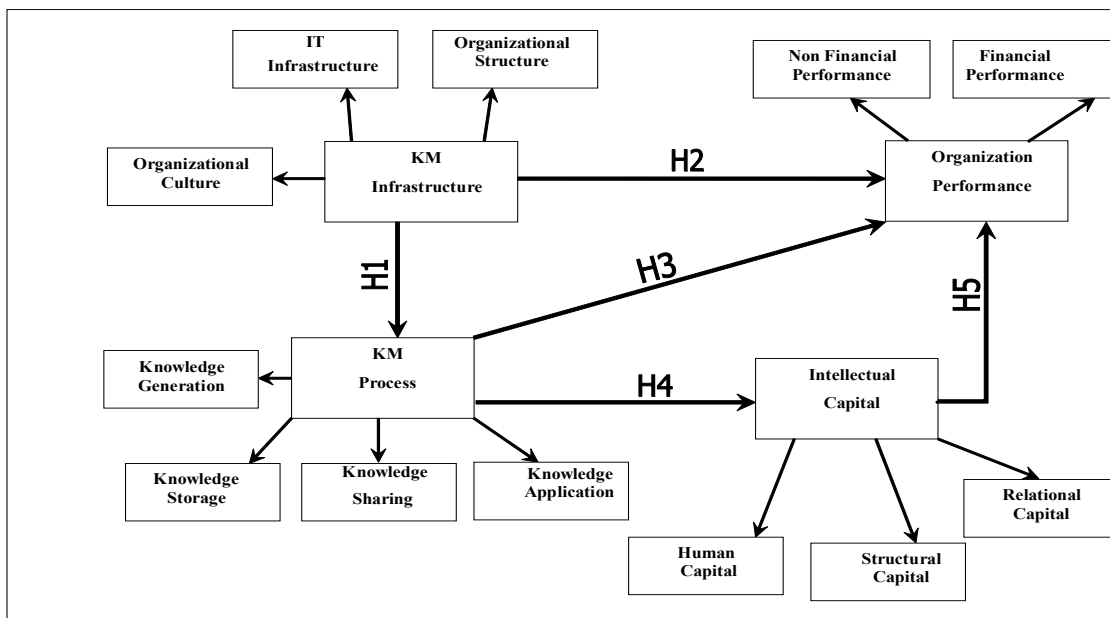 IT
Infrastructure
Organizational
Structure
Non Financial
Performance
Financial
Performance
Organizational
Culture
KM
Infrastructure
H2
Organization
Performance
H1
H3
H5
Knowledge
Generation
KM
Process
H4
Intellectual
Capital
Knowledge
Storage
Knowledge
Sharing
Knowledge
Application
Relational
Capital
Human
Capital
Structural
Capital